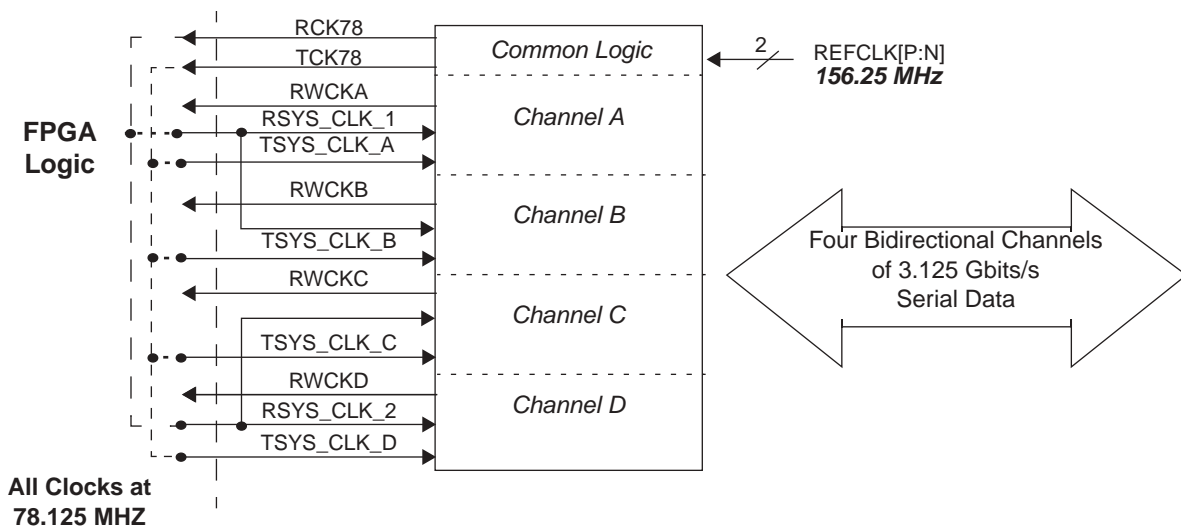 RCK78
TCK78
RWCKA
RSYS_CLK_1
TSYS_CLK_A
RWCKB
TSYS_CLK_B
RWCKC
TSYS_CLK_C
RWCKD
RSYS_CLK_2
TSYS_CLK_D
FPGA
Logic
All Clocks at
78.125 MHZ
Common Logic
Channel A
Channel B
Channel C
Channel D
2
REFCLK[P:N]
156.25 MHz
Four Bidirectional Channels
of 3.125 Gbits/s
Serial Data